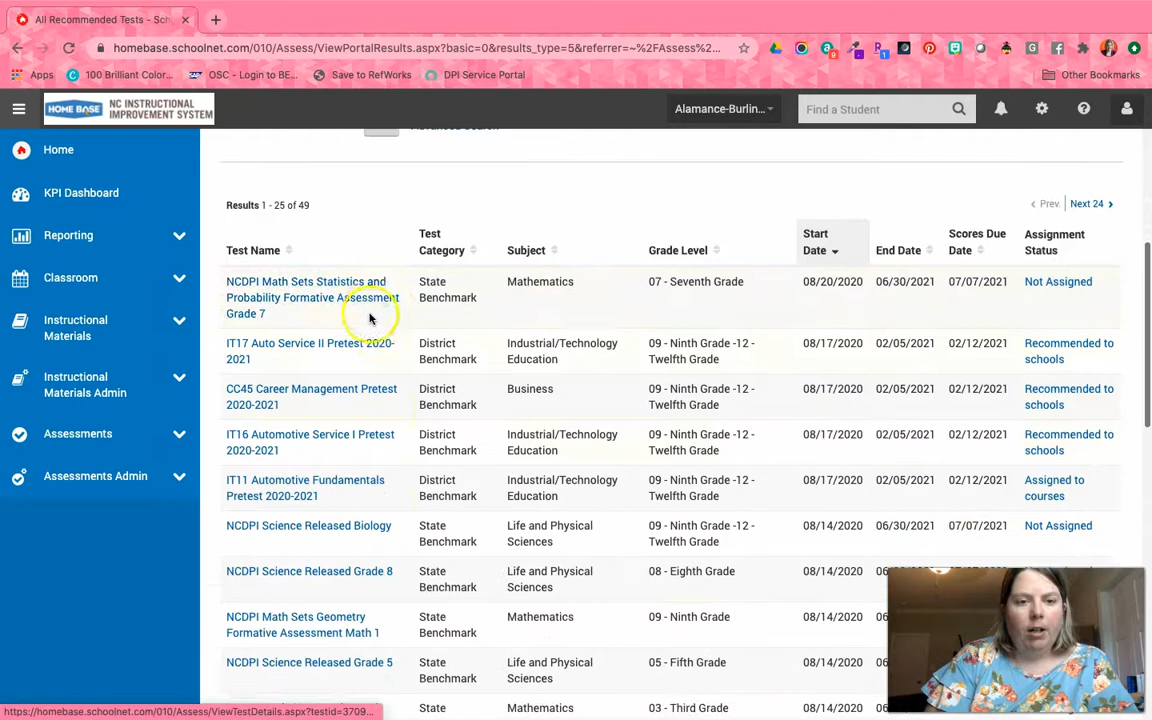 All Recommended Tests - Sch
homebase.schoolnet.com/010/Assess/ViewPortalResults.aspx?basic=0&results_type=5&referrer=~%2FAssess%2...
Apps
100 Brilliant Color...
OSC - Login to BE...
Save to RefWorks
DPI Service Portal
Other Bookmarks
HOME BASE
NC INSTRUCTIONAL
IMPROVEMENT SYSTEM
Alamance-Burlin...
Find a Student
Home
KPI Dashboard
Reporting
Classroom
Instructional
Materials
Instructional
Materials Admin
Assessments
Assessments Admin
Advanced Search
Results 1 - 25 of 49
Prev. | Next 24
Test Name
Test
Category
Subject
Grade Level
Start
Date
End Date
Scores Due
Date
Assignment
Status
NCDPI Math Sets Statistics and
Probability Formative Assessment
Grade 7
State
Benchmark
Mathematics
07 - Seventh Grade
08/20/2020
06/30/2021
07/07/2021
Not Assigned
IT17 Auto Service II Pretest 2020-
2021
District
Benchmark
Industrial/Technology
Education
09 - Ninth Grade -12 -
Twelfth Grade
08/17/2020
02/05/2021
02/12/2021
Recommended to
schools
CC45 Career Management Pretest
2020-2021
District
Benchmark
Business
09 - Ninth Grade -12 -
Twelfth Grade
08/17/2020
02/05/2021
02/12/2021
Recommended to
schools
IT16 Automotive Service I Pretest
2020-2021
District
Benchmark
Industrial/Technology
Education
09 - Ninth Grade -12 -
Twelfth Grade
08/17/2020
02/05/2021
02/12/2021
Recommended to
schools
IT11 Automotive Fundamentals
Pretest 2020-2021
District
Benchmark
Industrial/Technology
Education
09 - Ninth Grade -12 -
Twelfth Grade
08/17/2020
02/05/2021
02/12/2021
Assigned to
courses
NCDPI Science Released Biology
State
Benchmark
Life and Physical
Sciences
09 - Ninth Grade -12 -
Twelfth Grade
08/14/2020
06/30/2021
07/07/2021
Not Assigned
NCDPI Science Released Grade 8
State
Benchmark
Life and Physical
Sciences
08 - Eighth Grade
08/14/2020
NCDPI Math Sets Geometry
Formative Assessment Math 1
State
Benchmark
Mathematics
09 - Ninth Grade
08/14/2020
NCDPI Science Released Grade 5
State
Benchmark
Life and Physical
Sciences
05 - Fifth Grade
08/14/2020
State
Mathematics
03 - Third Grade
08/14/2020
https://homebase.schoolnet.com/010/Assess/ViewTestDetails.aspx?testid=3709...